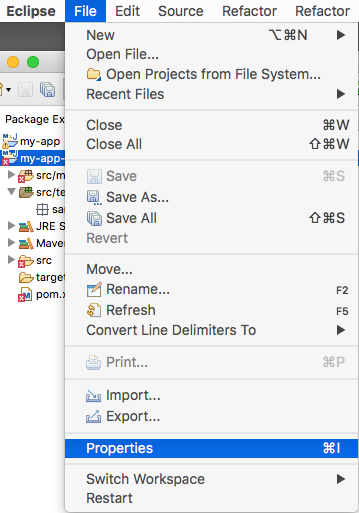 Eclipse File Edit Source Refactor Refactor
New ⌥⌘N
Open File...
Open Projects from File System...
Recent Files
Package Ex
Close ⌘W
Close All ⇧⌘W
my-app
my-app-
Save ⌘S
src/m
Save As...
src/te
Save All ⇧⌘S
sa
Revert
JRE S
Mave
src
Move...
target
Rename... F2
pom.x
Refresh F5
Convert Line Delimiters To
Print... ⌘P
Import...
Export...
Properties ⌘I
Switch Workspace
Restart